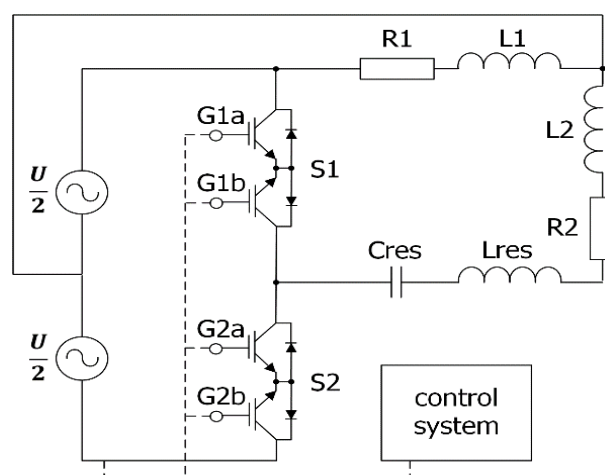 R1
L1
G1a
L2
S1
G1b
U
2
R2
Cres
Lres
G2a
U
2
S2
G2b
control
system